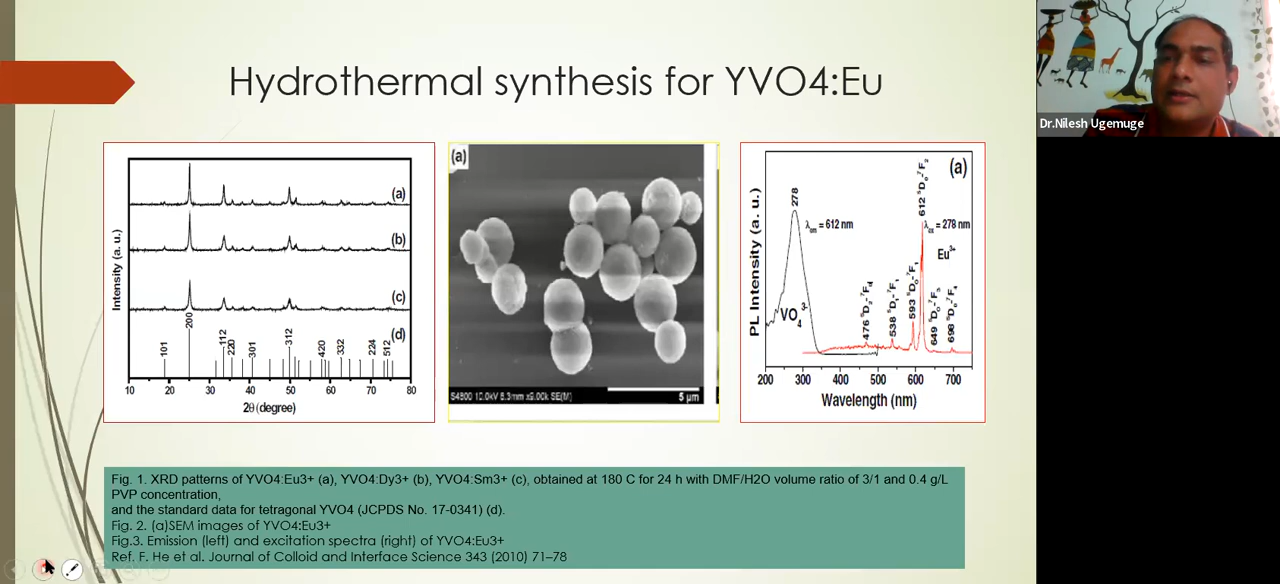 Hydrothermal synthesis for YVO4:Eu
Dr.Nilesh Ugemuge
Intensity (a. u.)
(a)
(b)
(c)
(d)
101
200
112
220
301
312
420
332
224
512
10 20 30 40 50 60 70 80
2θ (degree)
(a)
S4800 10.0kV 8.3mm x9.00k SE(M)
5 μm
PL Intensity (a. u.)
(a)
278
λem = 612 nm
λex = 278 nm
VO₄³⁻
Eu³⁺
476
538 ⁵D₁-⁷F₁
593 ⁵D₀-⁷F₁
612 ⁵D₀-⁷F₂
649 ⁵D₀-⁷F₃
698 ⁵D₀-⁷F₄
200 300 400 500 600 700
Wavelength (nm)
Fig. 1. XRD patterns of YVO4:Eu3+ (a), YVO4:Dy3+ (b), YVO4:Sm3+ (c), obtained at 180 C for 24 h with DMF/H2O volume ratio of 3/1 and 0.4 g/L
PVP concentration,
and the standard data for tetragonal YVO4 (JCPDS No. 17-0341) (d).
Fig. 2. (a)SEM images of YVO4:Eu3+
Fig.3. Emission (left) and excitation spectra (right) of YVO4:Eu3+
Ref. F. He et al. Journal of Colloid and Interface Science 343 (2010) 71–78